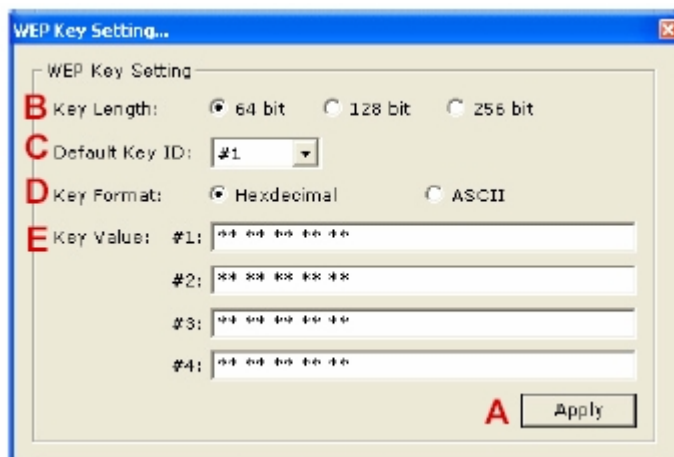 WEP Key Setting...
WEP Key Setting
B Key Length: 64 bit 128 bit 256 bit
C Default Key ID: #1
D Key Format: Hexdecimal ASCII
E Key Value: #1: ** ** ** ** **
#2: ** ** ** ** **
#3: ** ** ** ** **
#4: ** ** ** ** **
A Apply